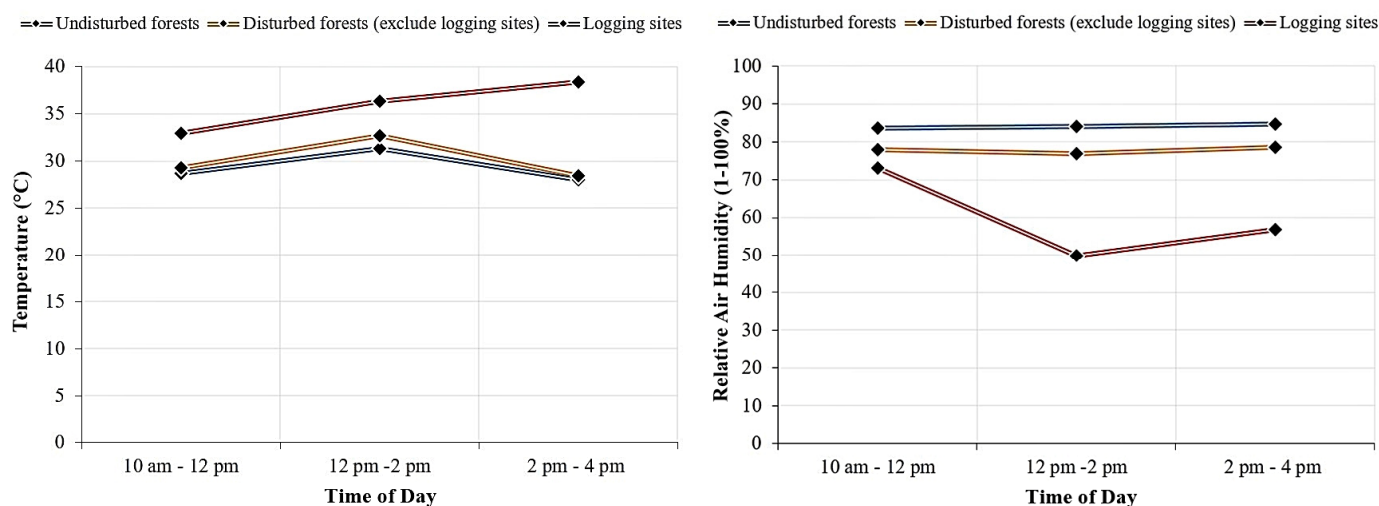 Undisturbed forests Disturbed forests (exclude logging sites) Logging sites
40
35
30
25
20
15
10
5
0
Temperature (°C)
10 am - 12 pm 12 pm -2 pm 2 pm - 4 pm
Time of Day
Undisturbed forests Disturbed forests (exclude logging sites) Logging sites
100
90
80
70
60
50
40
30
20
10
0
Relative Air Humidity (1-100%)
10 am - 12 pm 12 pm -2 pm 2 pm - 4 pm
Time of Day